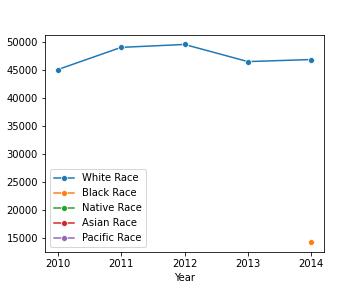 50000
45000
40000
35000
30000
25000
20000
15000
White Race
Black Race
Native Race
Asian Race
Pacific Race
2010 2011 2012 2013 2014
Year